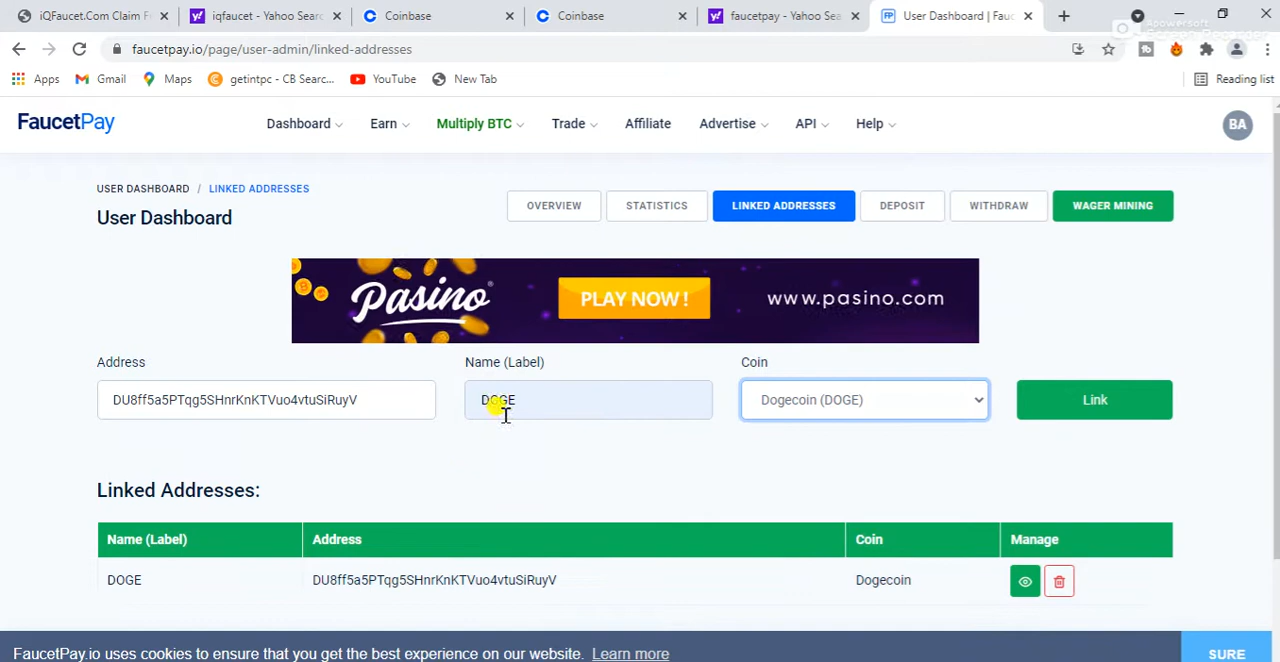 iQFaucet.Com Claim F
iqfaucet - Yahoo Searc
Coinbase
Coinbase
faucetpay - Yahoo Sea
User Dashboard | Fauc
Apowersoft
Screen Recorder
faucetpay.io/page/user-admin/linked-addresses
Apps Gmail Maps getintpc - CB Searc... YouTube New Tab Reading list
FaucetPay Dashboard Earn Multiply BTC Trade Affiliate Advertise API Help BA
USER DASHBOARD / LINKED ADDRESSES
User Dashboard
OVERVIEW STATISTICS LINKED ADDRESSES DEPOSIT WITHDRAW WAGER MINING
Pasino PLAY NOW! www.pasino.com
Address Name (Label) Coin
DU8ff5a5PTqg5SHnrKnKTVuo4vtuSiRuyV DOGE Dogecoin (DOGE) Link
Linked Addresses:
Name (Label) Address Coin Manage
DOGE DU8ff5a5PTqg5SHnrKnKTVuo4vtuSiRuyV Dogecoin
FaucetPay.io uses cookies to ensure that you get the best experience on our website. Learn more SURE